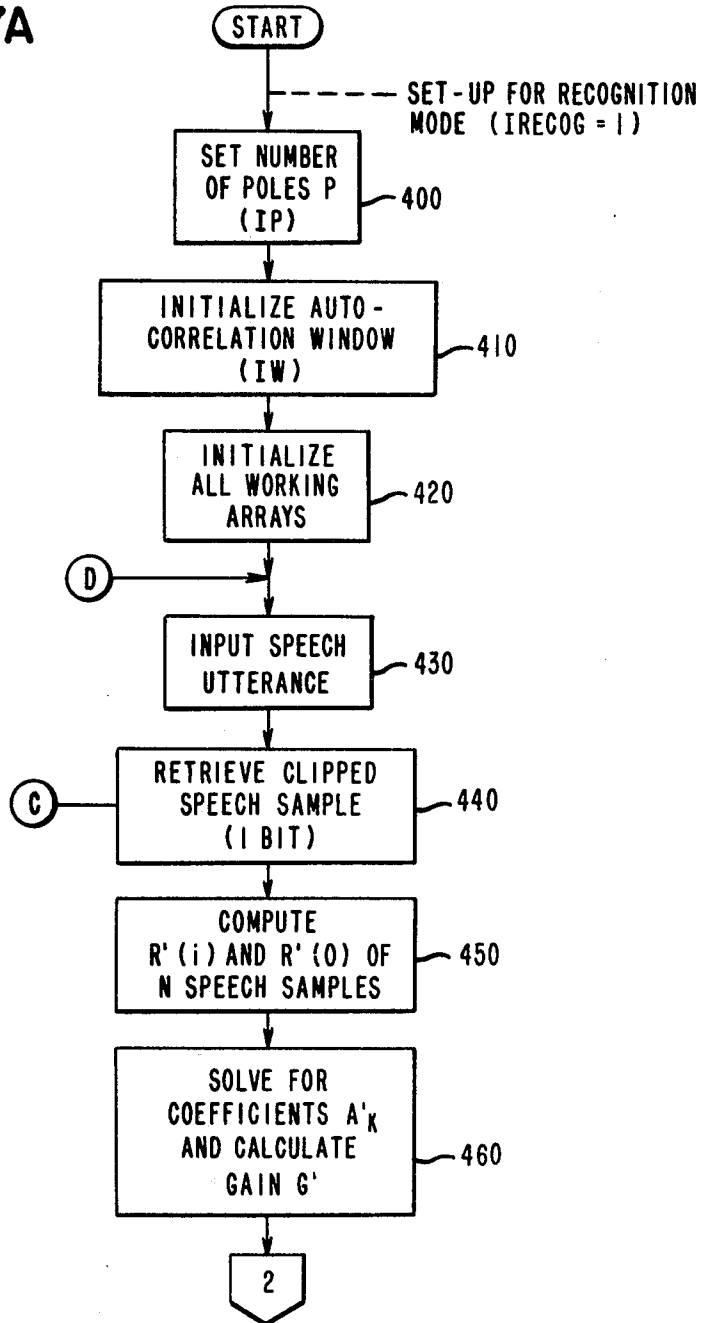 7A
START
SET-UP FOR RECOGNITION
MODE (IRECOG = 1)
SET NUMBER
OF POLES P
(IP)
400
INITIALIZE AUTO-
CORRELATION WINDOW
(IW)
410
INITIALIZE
ALL WORKING
ARRAYS
420
D
INPUT SPEECH
UTTERANCE
430
C
RETRIEVE CLIPPED
SPEECH SAMPLE
(1 BIT)
440
COMPUTE
R'(i) AND R'(0) OF
N SPEECH SAMPLES
450
SOLVE FOR
COEFFICIENTS A'K
AND CALCULATE
GAIN G'
460
2